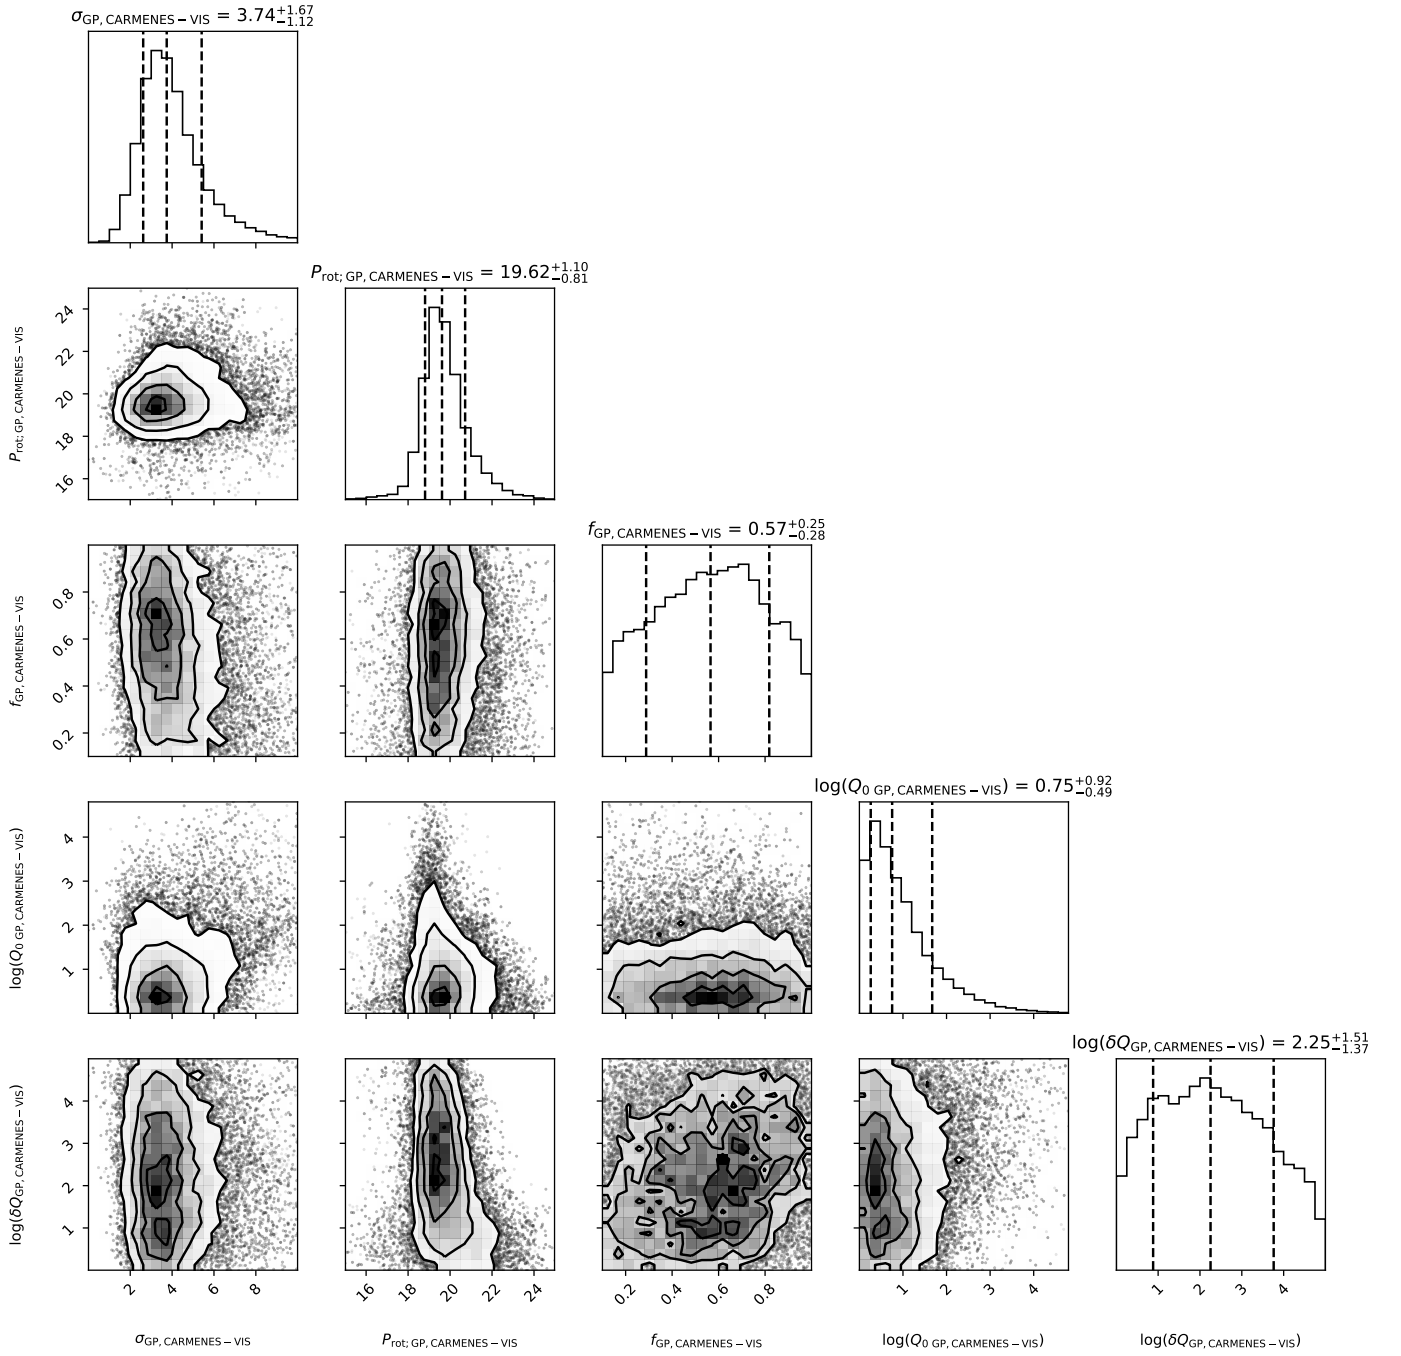 σGP, CARMENES−VIS = 3.74+1.67−1.12
Prot; GP, CARMENES−VIS = 19.62+1.10−0.81
24
22
20
18
16
Prot; GP, CARMENES−VIS
fGP, CARMENES−VIS = 0.57+0.25−0.28
0.8
0.6
0.4
0.2
fGP, CARMENES−VIS
log(Q0 GP, CARMENES−VIS) = 0.75+0.92−0.49
4
3
2
1
log(Q0 GP, CARMENES−VIS)
log(δQGP, CARMENES−VIS) = 2.25+1.51−1.37
4
3
2
1
log(δQGP, CARMENES−VIS)
2 4 6 8 16 18 20 22 24 0.2 0.4 0.6 0.8 1 2 3 4 1 2 3 4
σGP, CARMENES−VIS Prot; GP, CARMENES−VIS fGP, CARMENES−VIS log(Q0 GP, CARMENES−VIS) log(δQGP, CARMENES−VIS)